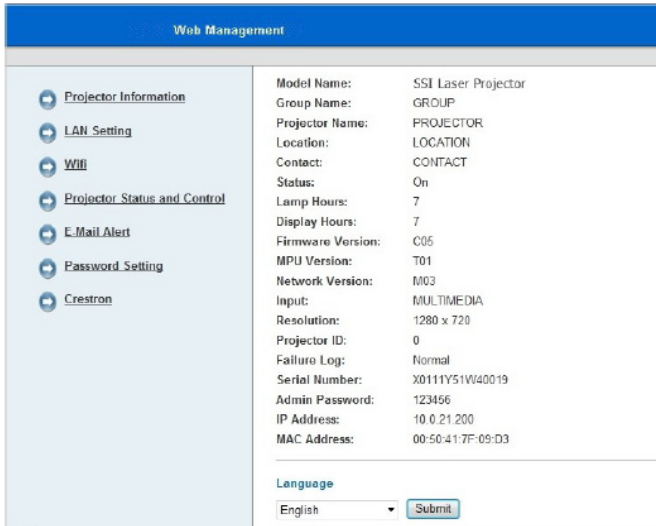 Web Management
Projector Information
LAN Setting
Wifi
Projector Status and Control
E-Mail Alert
Password Setting
Crestron
Model Name: SSI Laser Projector
Group Name: GROUP
Projector Name: PROJECTOR
Location: LOCATION
Contact: CONTACT
Status: On
Lamp Hours: 7
Display Hours: 7
Firmware Version: C05
MPU Version: T01
Network Version: M03
Input: MULTIMEDIA
Resolution: 1280 x 720
Projector ID: 0
Failure Log: Normal
Serial Number: X0111Y51W40019
Admin Password: 123456
IP Address: 10.0.21.200
MAC Address: 00:50:41:7F:09:D3
Language
English Submit